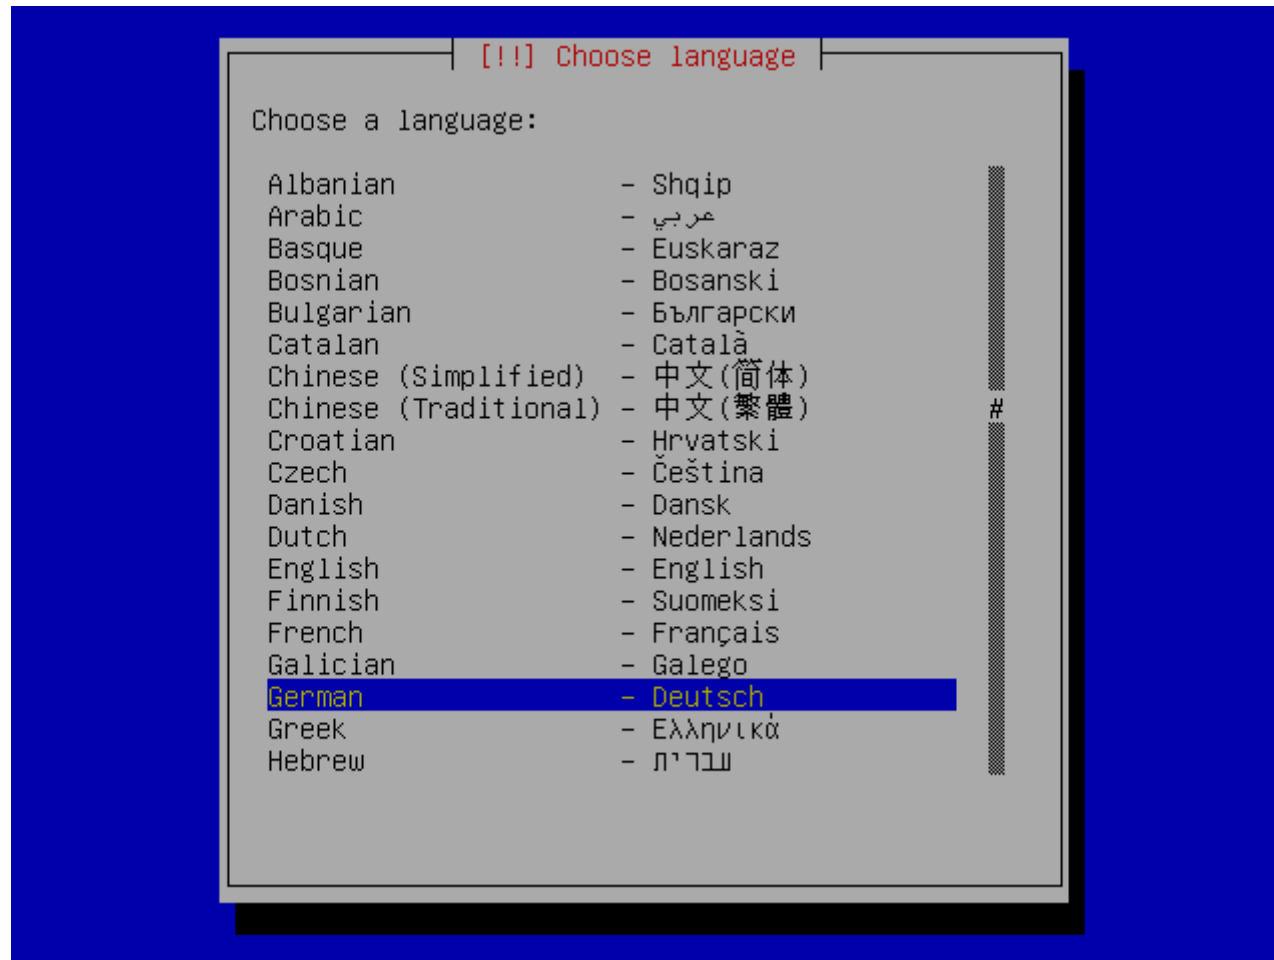 [!!] Choose language
Choose a language:
Albanian - Shqip
Arabic - عربي
Basque - Euskaraz
Bosnian - Bosanski
Bulgarian - Български
Catalan - Català
Chinese (Simplified) - 中文(简体)
Chinese (Traditional) - 中文(繁體) #
Croatian - Hrvatski
Czech - Čeština
Danish - Dansk
Dutch - Nederlands
English - English
Finnish - Suomeksi
French - Français
Galician - Galego
German - Deutsch
Greek - Ελληνικά
Hebrew - עברית